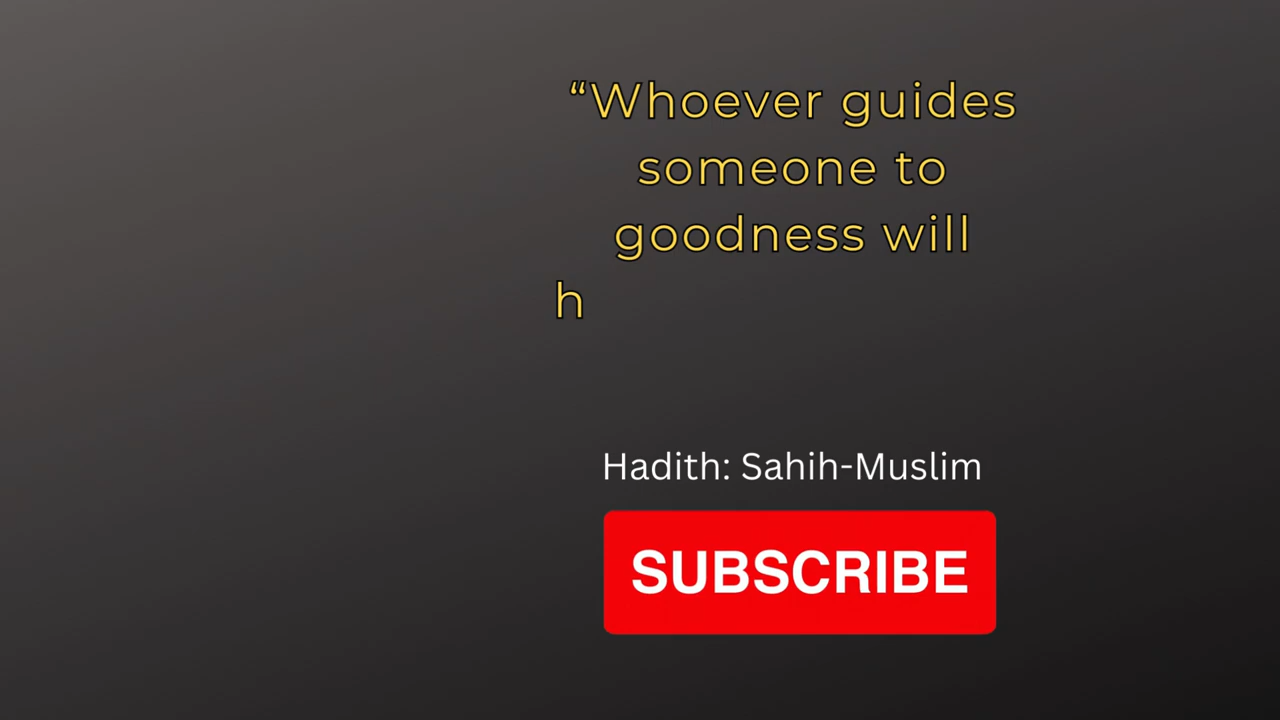 “Whoever guides
someone to
goodness will
h
Hadith: Sahih-Muslim
SUBSCRIBE